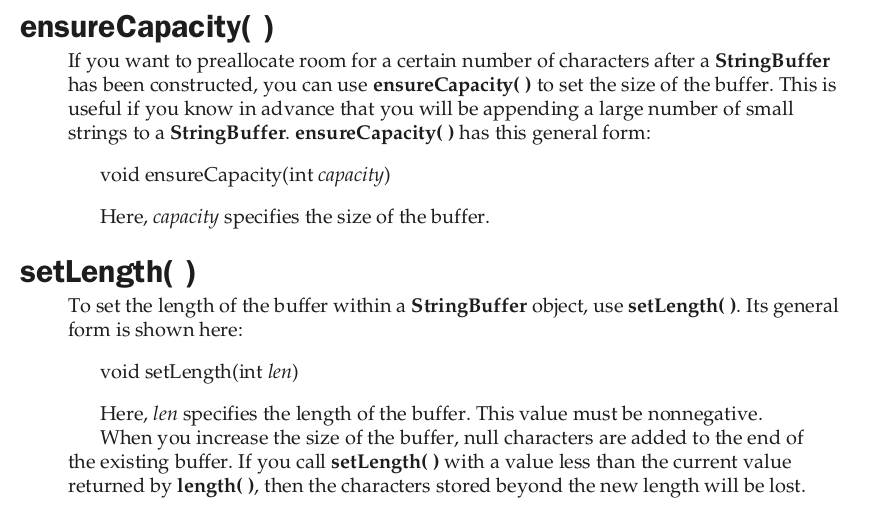 ensureCapacity( )
If you want to preallocate room for a certain number of characters after a StringBuffer
has been constructed, you can use ensureCapacity( ) to set the size of the buffer. This is
useful if you know in advance that you will be appending a large number of small
strings to a StringBuffer. ensureCapacity( ) has this general form:
void ensureCapacity(int capacity)
Here, capacity specifies the size of the buffer.
setLength( )
To set the length of the buffer within a StringBuffer object, use setLength( ). Its general
form is shown here:
void setLength(int len)
Here, len specifies the length of the buffer. This value must be nonnegative.
When you increase the size of the buffer, null characters are added to the end of
the existing buffer. If you call setLength( ) with a value less than the current value
returned by length( ), then the characters stored beyond the new length will be lost.